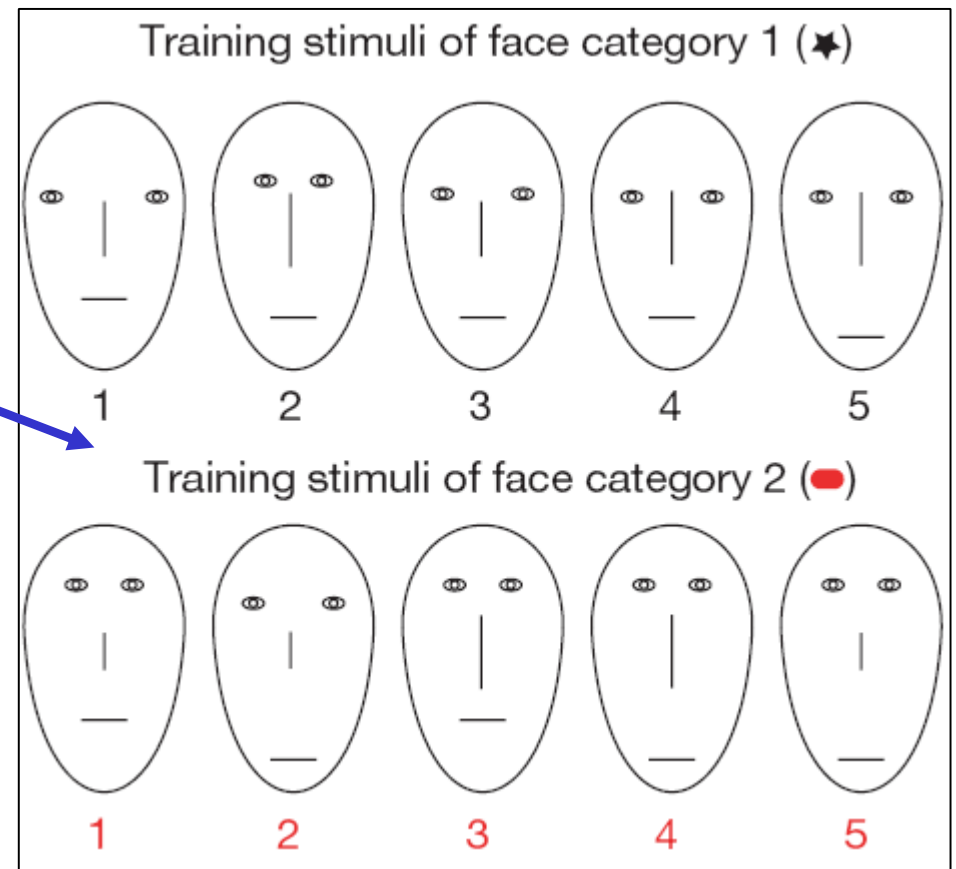 Training stimuli of face category 1 (★)
1 2 3 4 5
Training stimuli of face category 2 ()
1 2 3 4 5